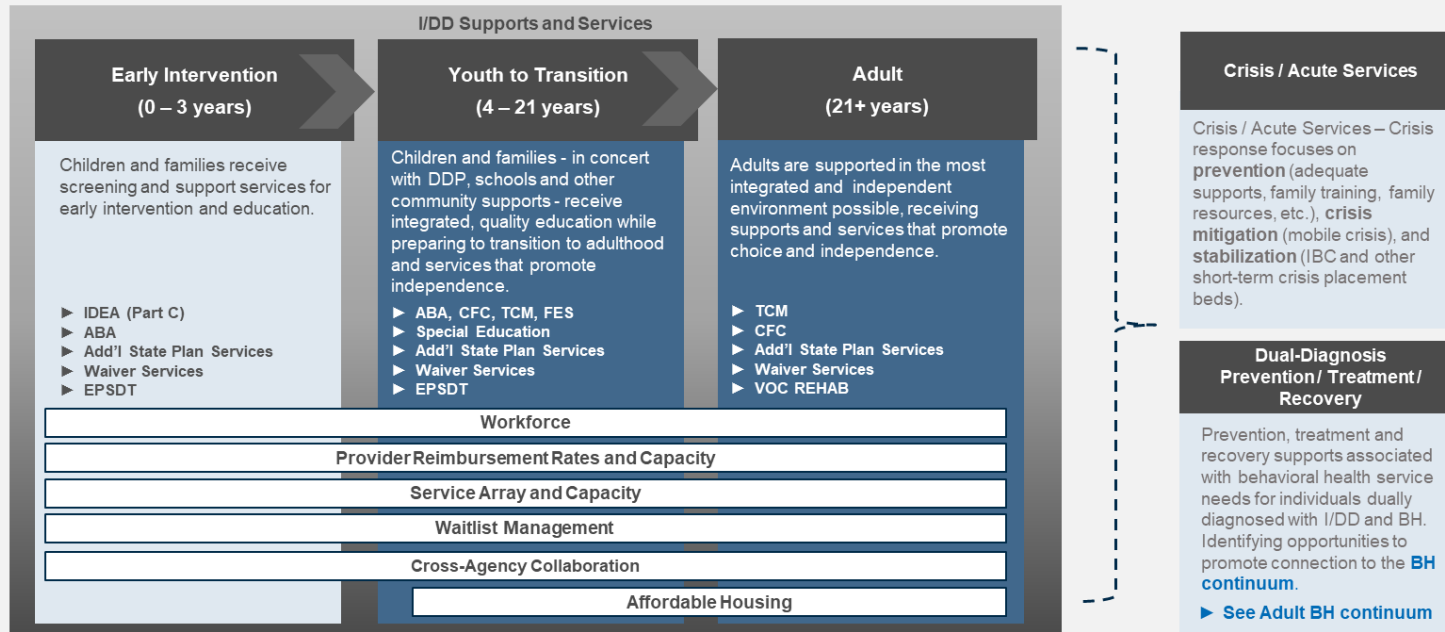 I/DD Supports and Services
Early Intervention
(0 – 3 years)
Children and families receive
screening and support services for
early intervention and education.
► IDEA (Part C)
► ABA
► Add'l State Plan Services
► Waiver Services
► EPSDT
Youth to Transition
(4 – 21 years)
Children and families - in concert
with DDP, schools and other
community supports - receive
integrated, quality education while
preparing to transition to adulthood
and services that promote
independence.
► ABA, CFC, TCM, FES
► Special Education
► Add'l State Plan Services
► Waiver Services
► EPSDT
Adult
(21+ years)
Adults are supported in the most
integrated and independent
environment possible, receiving
supports and services that promote
choice and independence.
► TCM
► CFC
► Add'l State Plan Services
► Waiver Services
► VOC REHAB
Workforce
Provider Reimbursement Rates and Capacity
Service Array and Capacity
Waitlist Management
Cross-Agency Collaboration
Affordable Housing
Crisis / Acute Services
Crisis / Acute Services – Crisis
response focuses on
prevention (adequate
supports, family training, family
resources, etc.), crisis
mitigation (mobile crisis), and
stabilization (IBC and other
short-term crisis placement
beds).
Dual-Diagnosis
Prevention / Treatment /
Recovery
Prevention, treatment and
recovery supports associated
with behavioral health service
needs for individuals dually
diagnosed with I/DD and BH.
Identifying opportunities to
promote connection to the BH
continuum.
► See Adult BH continuum